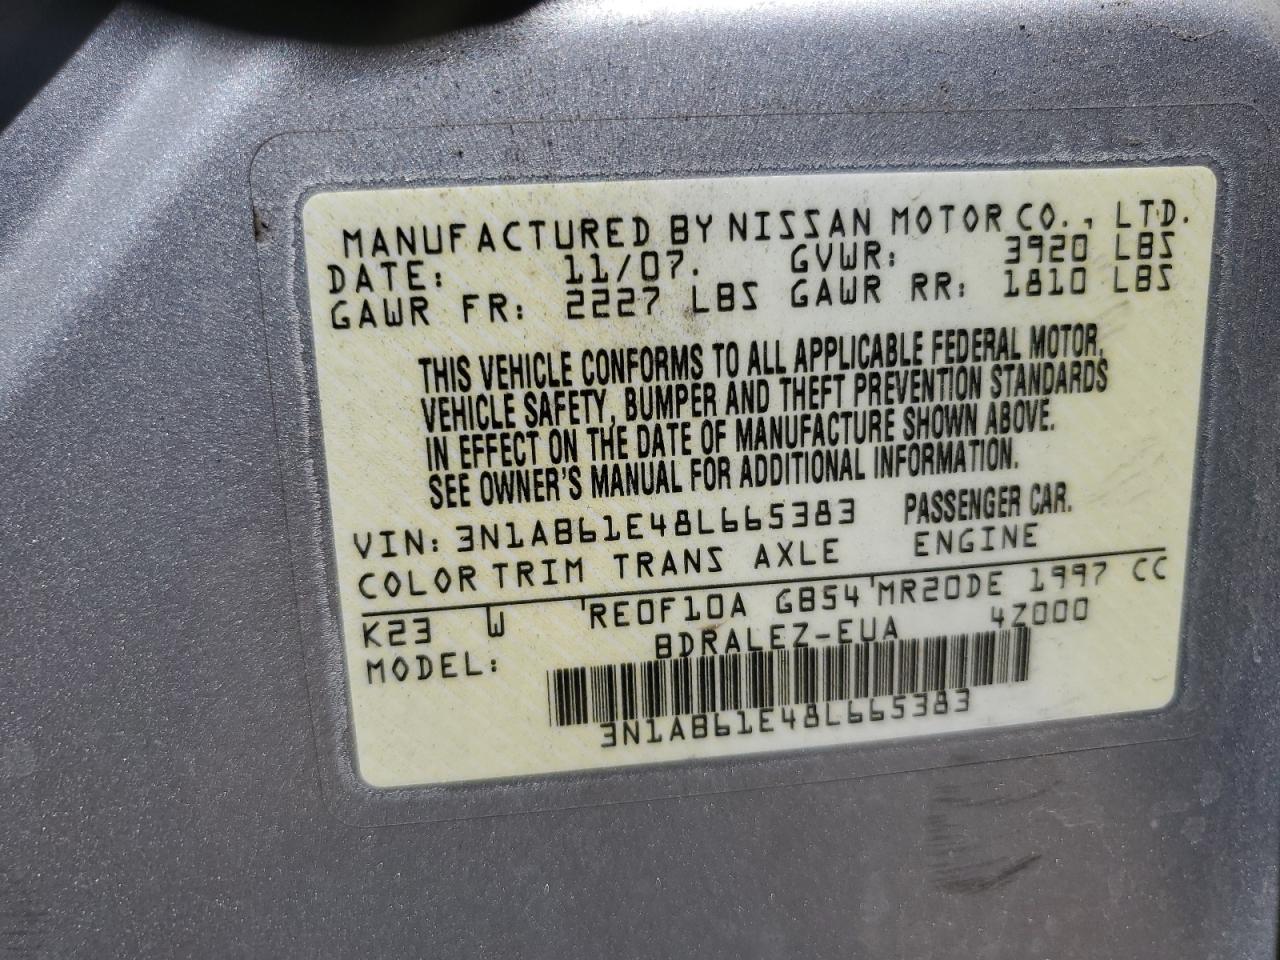 MANUFACTURED BY NISSAN MOTOR CO., LTD.
DATE: 11/07. GVWR: 3920 LBS
GAWR FR: 2227 LBS GAWR RR: 1810 LBS
THIS VEHICLE CONFORMS TO ALL APPLICABLE FEDERAL MOTOR,
VEHICLE SAFETY, BUMPER AND THEFT PREVENTION STANDARDS
IN EFFECT ON THE DATE OF MANUFACTURE SHOWN ABOVE.
SEE OWNER'S MANUAL FOR ADDITIONAL INFORMATION.
VIN: 3N1AB61E48L665383 PASSENGER CAR.
COLOR TRIM TRANS AXLE ENGINE
K23 W RE0F10A GB54 MR20DE 1997 CC
MODEL: BDRALEZ-EUA 4Z000
3N1AB61E48L665383